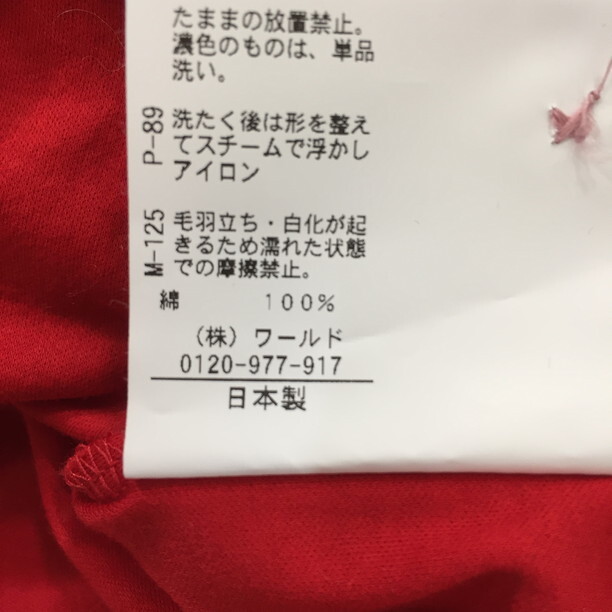 たままの放置禁止。
濃色のものは、単品
洗い。
P-89 洗たく後は形を整え
てスチームで浮かし
アイロン
M-125 毛羽立ち・白化が起
きるため濡れた状態
での摩擦禁止。
綿 100%
(株)ワールド
0120-977-917
日本製